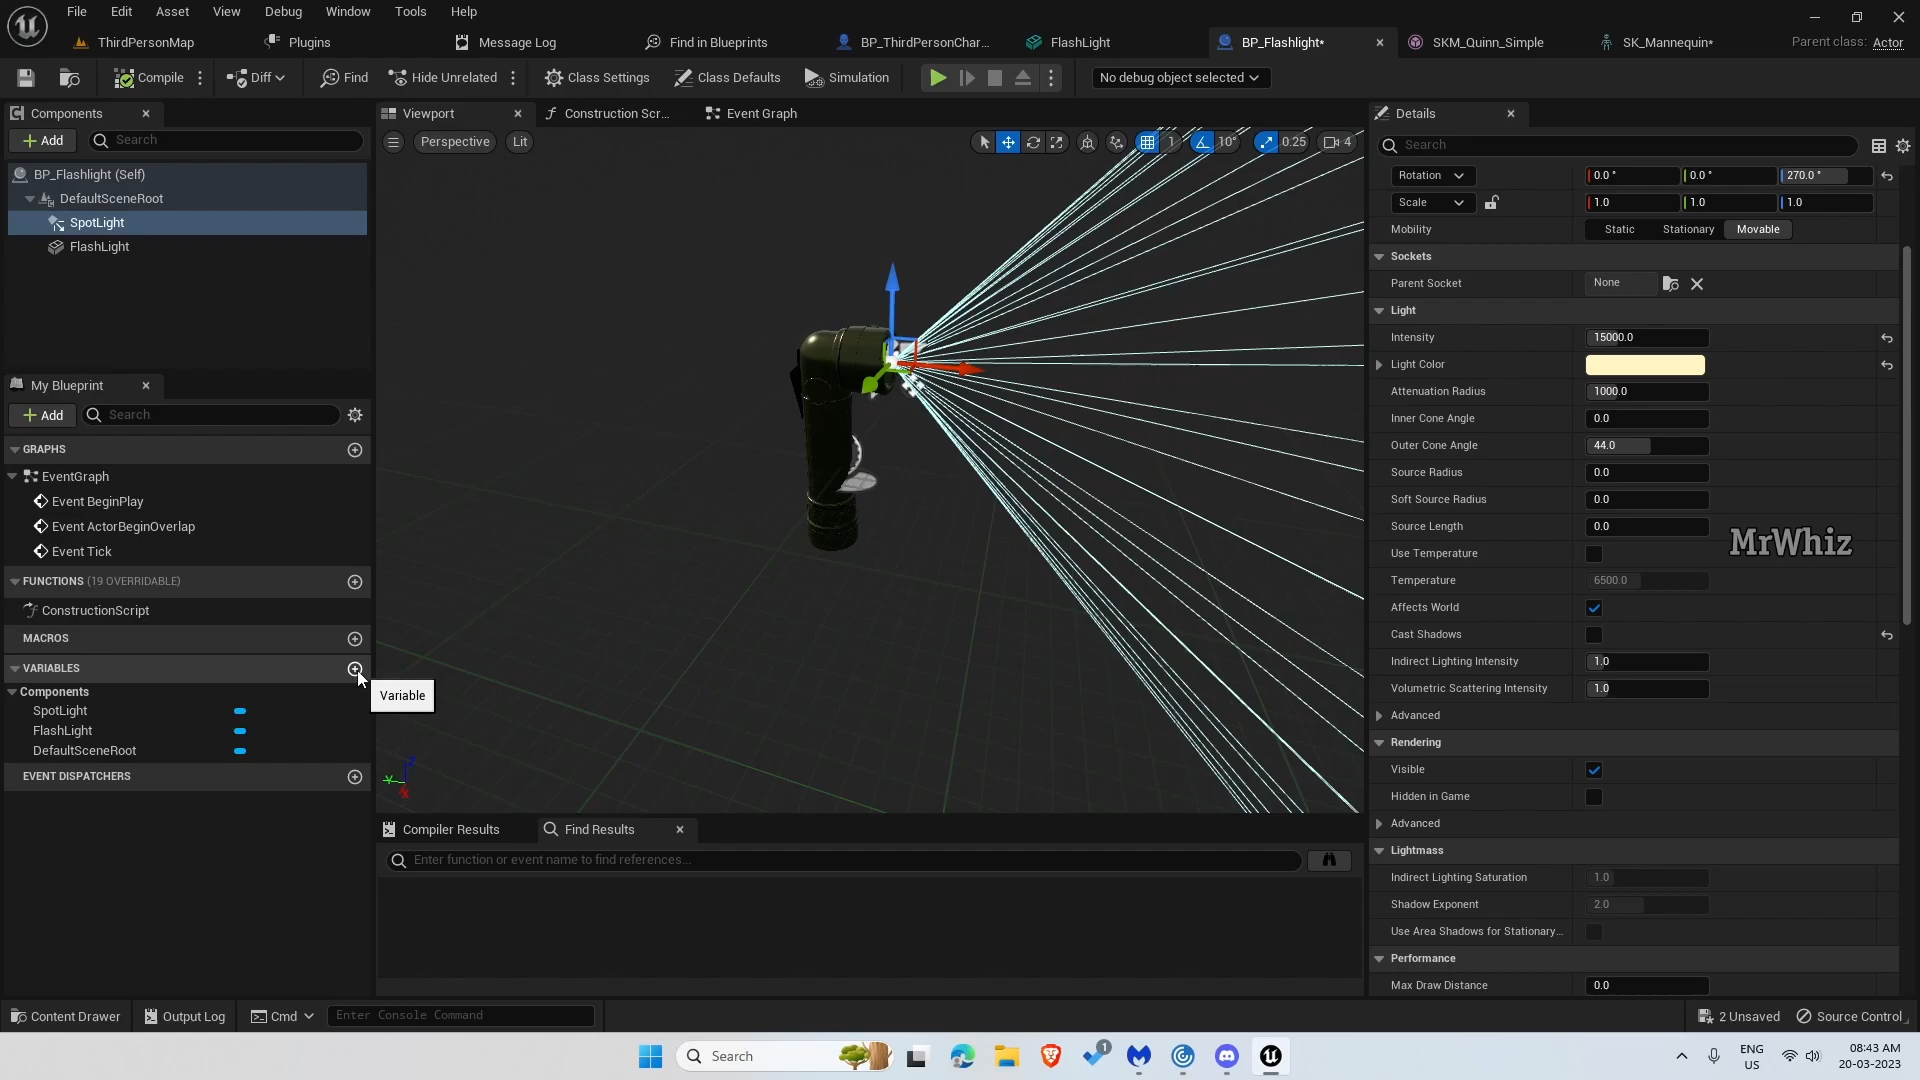 File Edit Asset View Debug Window Tools Help
ThirdPersonMap Plugins Message Log Find in Blueprints BP_ThirdPersonChar... FlashLight BP_Flashlight* SKM_Quinn_Simple SK_Mannequin* Parent class: Actor
Compile Diff Find Hide Unrelated Class Settings Class Defaults Simulation No debug object selected
Components
Add Search
BP_Flashlight (Self)
DefaultSceneRoot
SpotLight
FlashLight
My Blueprint
Add Search
GRAPHS
EventGraph
Event BeginPlay
Event ActorBeginOverlap
Event Tick
FUNCTIONS (19 OVERRIDABLE)
ConstructionScript
MACROS
VARIABLES
Variable
Components
SpotLight
FlashLight
DefaultSceneRoot
EVENT DISPATCHERS
Viewport Construction Scr... Event Graph
Perspective Lit 1 10° 0.25 4
Z
Y
X
Compiler Results Find Results
Enter function or event name to find references...
Details
Search
Rotation 0.0 ° 0.0 ° 270.0 °
Scale 1.0 1.0 1.0
Mobility Static Stationary Movable
Sockets
Parent Socket None
Light
Intensity 15000.0
Light Color
Attenuation Radius 1000.0
Inner Cone Angle 0.0
Outer Cone Angle 44.0
Source Radius 0.0
Soft Source Radius 0.0
Source Length 0.0
MrWhiz
Use Temperature
Temperature 6500.0
Affects World
Cast Shadows
Indirect Lighting Intensity 1.0
Volumetric Scattering Intensity 1.0
Advanced
Rendering
Visible
Hidden in Game
Advanced
Lightmass
Indirect Lighting Saturation 1.0
Shadow Exponent 2.0
Use Area Shadows for Stationary...
Performance
Max Draw Distance 0.0
Content Drawer Output Log Cmd Enter Console Command 2 Unsaved Source Control
Search 1 ENG 08:43 AM
US 20-03-2023